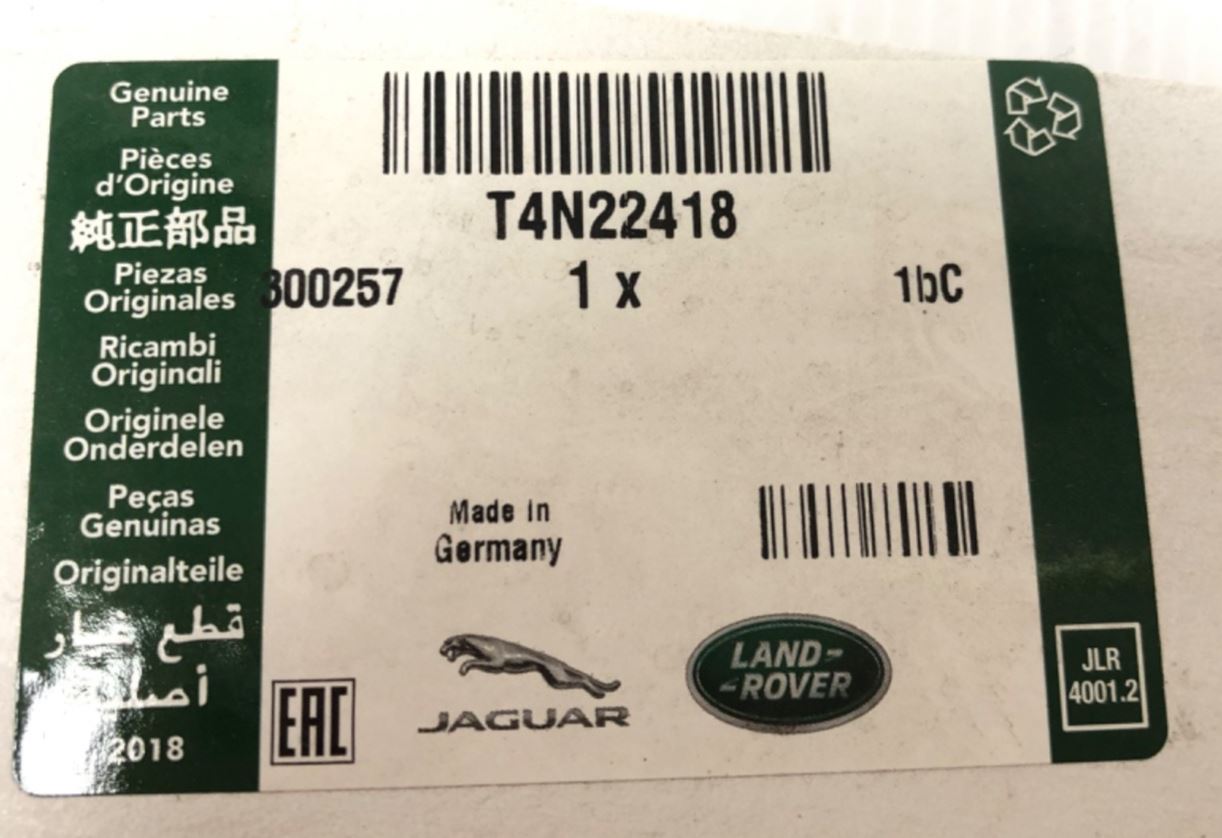 Genuine
Parts
Pièces
d'Origine
純正部品
Piezas
Originales
Ricambi
Originali
Originele
Onderdelen
Peças
Genuinas
Originalteile
قطع غيار
أصلية
2018
T4N22418
300257 1 x 1bC
Made in
Germany
EAC
JAGUAR
LAND-
-ROVER
JLR
4001.2